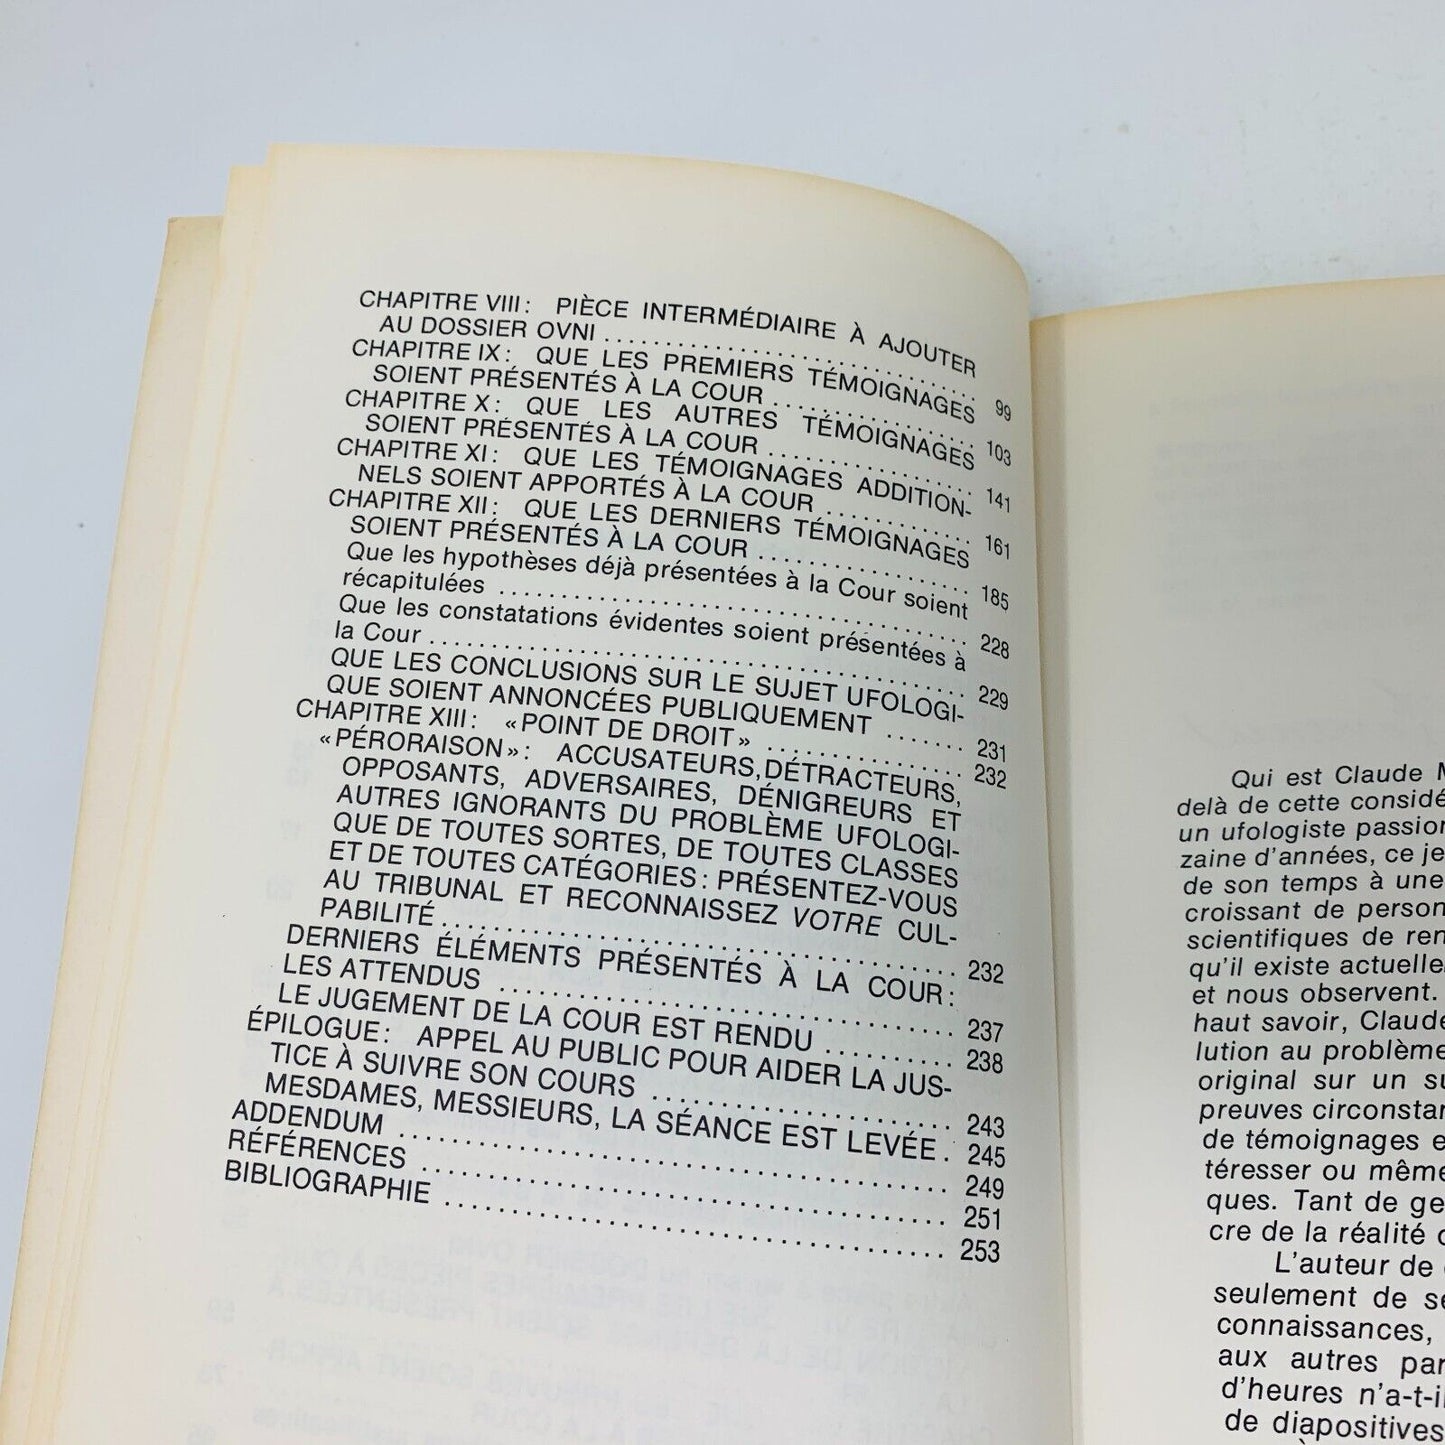 CHAPITRE VIII: PIÈCE INTERMÉDIAIRE À AJOUTER
AU DOSSIER OVNI .............................. 99
CHAPITRE IX: QUE LES PREMIERS TÉMOIGNAGES
SOIENT PRÉSENTÉS À LA COUR ................ 103
CHAPITRE X: QUE LES AUTRES TÉMOIGNAGES
SOIENT PRÉSENTÉS À LA COUR ................ 141
CHAPITRE XI: QUE LES TÉMOIGNAGES ADDITION-
NELS SOIENT APPORTÉS À LA COUR ............ 161
CHAPITRE XII: QUE LES DERNIERS TÉMOIGNAGES
SOIENT PRÉSENTÉS À LA COUR ................ 185
Que les hypothèses déjà présentées à la Cour soient
récapitulées .................................. 228
Que les constatations évidentes soient présentées à
la Cour ....................................... 229
QUE LES CONCLUSIONS SUR LE SUJET UFOLOGI-
QUE SOIENT ANNONCÉES PUBLIQUEMENT ....... 231
CHAPITRE XIII: «POINT DE DROIT» ............... 232
«PÉRORAISON»: ACCUSATEURS, DÉTRACTEURS,
OPPOSANTS, ADVERSAIRES, DÉNIGREURS ET
AUTRES IGNORANTS DU PROBLÈME UFOLOGI-
QUE DE TOUTES SORTES, DE TOUTES CLASSES
ET DE TOUTES CATÉGORIES: PRÉSENTEZ-VOUS
AU TRIBUNAL ET RECONNAISSEZ VOTRE CUL-
PABILITÉ ...................................... 232
DERNIERS ÉLÉMENTS PRÉSENTÉS À LA COUR:
LES ATTENDUS .................................. 237
LE JUGEMENT DE LA COUR EST RENDU .......... 238
ÉPILOGUE: APPEL AU PUBLIC POUR AIDER LA JUS-
TICE À SUIVRE SON COURS ...................... 243
MESDAMES, MESSIEURS, LA SÉANCE EST LEVÉE . 245
ADDENDUM ...................................... 249
RÉFÉRENCES .................................... 251
BIBLIOGRAPHIE ................................. 253
Qui est Claude
delà de cette
un ufologiste
zaine d'années, ce
de son temps à une
croissant de
scientifiques de
qu'il existe
et nous observent.
haut savoir, Claude
lution au problème
original sur un
preuves
de témoignages
téresser ou même
ques. Tant de
cre de la réalité
L'auteur de
seulement de
connaissances,
aux autres
d'heures n'a-t-il
de diapositives